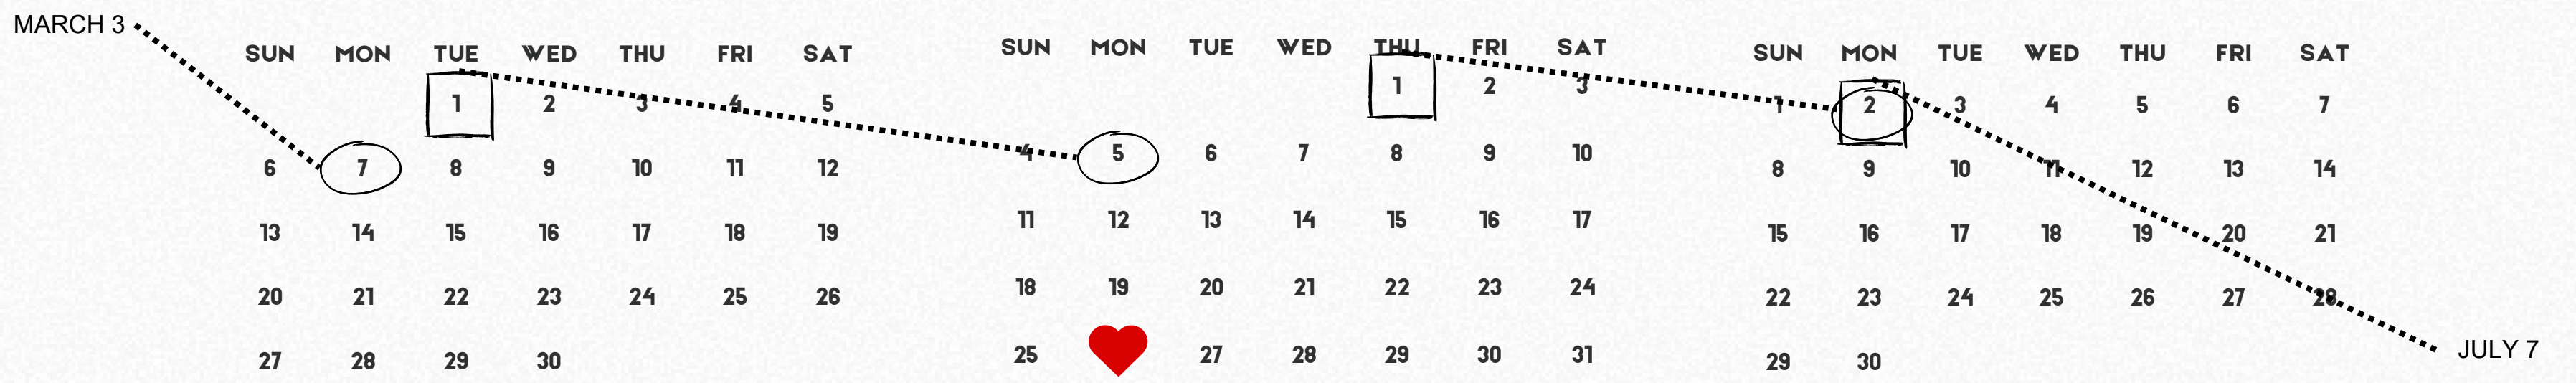 MARCH 3
SUN MON TUE WED THU FRI SAT
1 2 3 4 5
6 7 8 9 10 11 12
13 14 15 16 17 18 19
20 21 22 23 24 25 26
27 28 29 30
SUN MON TUE WED THU FRI SAT
1 2 3
4 5 6 7 8 9 10
11 12 13 14 15 16 17
18 19 20 21 22 23 24
25 27 28 29 30 31
SUN MON TUE WED THU FRI SAT
1 2 3 4 5 6 7
8 9 10 11 12 13 14
15 16 17 18 19 20 21
22 23 24 25 26 27 28
29 30
JULY 7